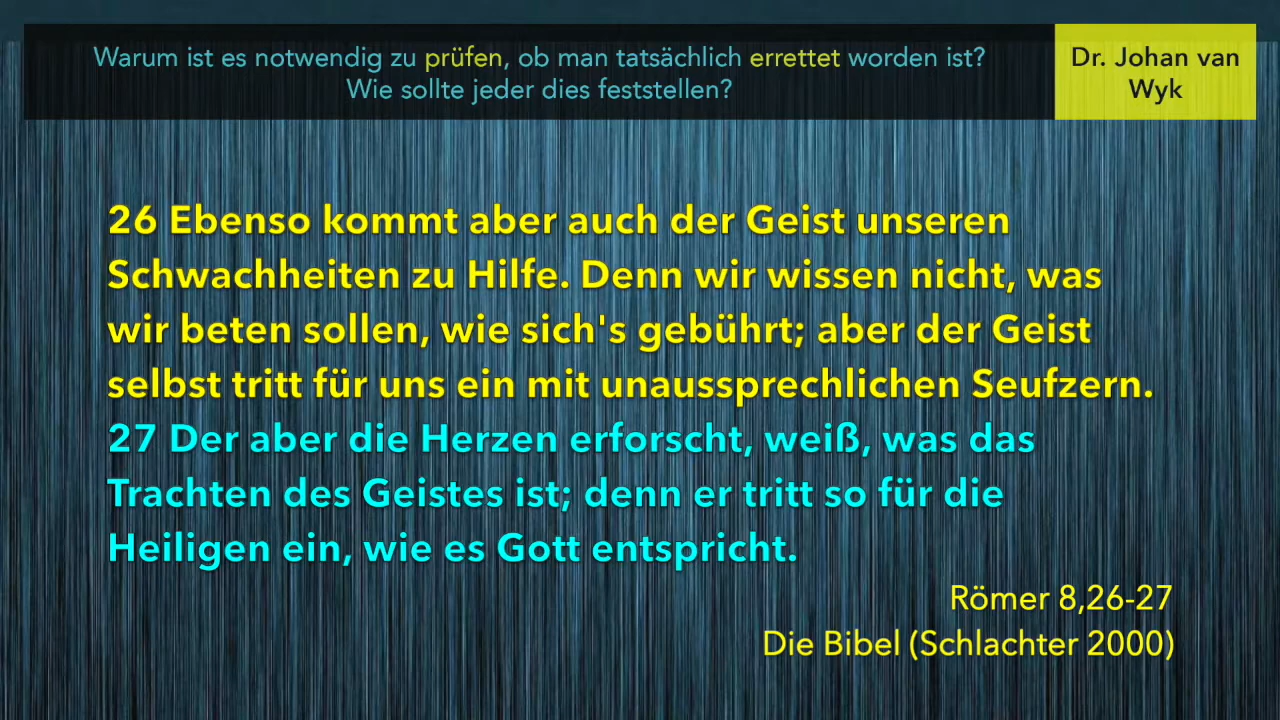 Warum ist es notwendig zu prüfen, ob man tatsächlich errettet worden ist?
Wie sollte jeder dies feststellen?
Dr. Johan van
Wyk
26 Ebenso kommt aber auch der Geist unseren
Schwachheiten zu Hilfe. Denn wir wissen nicht, was
wir beten sollen, wie sich's gebührt; aber der Geist
selbst tritt für uns ein mit unaussprechlichen Seufzern.
27 Der aber die Herzen erforscht, weiß, was das
Trachten des Geistes ist; denn er tritt so für die
Heiligen ein, wie es Gott entspricht.
Römer 8,26-27
Die Bibel (Schlachter 2000)